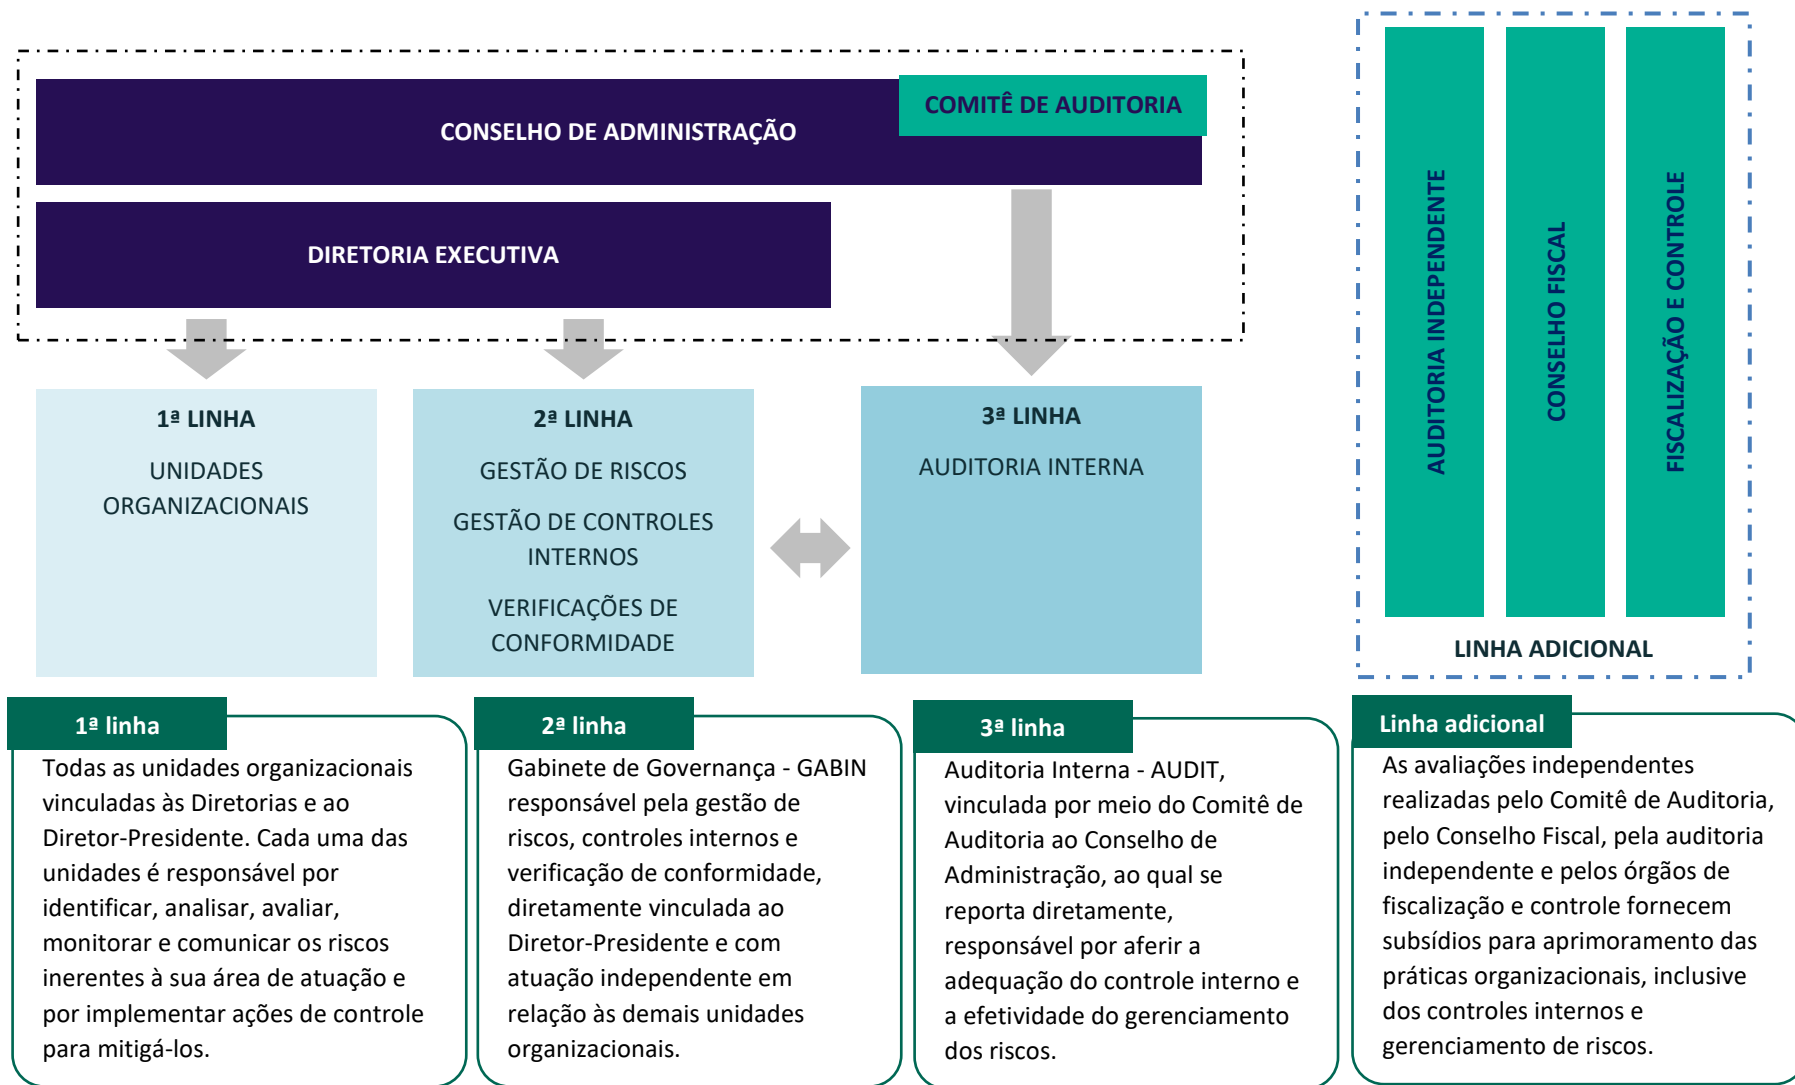 COMITÊ DE AUDITORIA
CONSELHO DE ADMINISTRAÇÃO
DIRETORIA EXECUTIVA
1ª LINHA
UNIDADES
ORGANIZACIONAIS
2ª LINHA
GESTÃO DE RISCOS
GESTÃO DE CONTROLES
INTERNOS
VERIFICAÇÕES DE
CONFORMIDADE
3ª LINHA
AUDITORIA INTERNA
AUDITORIA INDEPENDENTE
CONSELHO FISCAL
FISCALIZAÇÃO E CONTROLE
LINHA ADICIONAL
1ª linha
Todas as unidades organizacionais
vinculadas às Diretorias e ao
Diretor-Presidente. Cada uma das
unidades é responsável por
identificar, analisar, avaliar,
monitorar e comunicar os riscos
inerentes à sua área de atuação e
por implementar ações de controle
para mitigá-los.
2ª linha
Gabinete de Governança - GABIN
responsável pela gestão de
riscos, controles internos e
verificação de conformidade,
diretamente vinculada ao
Diretor-Presidente e com
atuação independente em
relação às demais unidades
organizacionais.
3ª linha
Auditoria Interna - AUDIT,
vinculada por meio do Comitê de
Auditoria ao Conselho de
Administração, ao qual se
reporta diretamente,
responsável por aferir a
adequação do controle interno e
a efetividade do gerenciamento
dos riscos.
Linha adicional
As avaliações independentes
realizadas pelo Comitê de Auditoria,
pelo Conselho Fiscal, pela auditoria
independente e pelos órgãos de
fiscalização e controle fornecem
subsídios para aprimoramento das
práticas organizacionais, inclusive
dos controles internos e
gerenciamento de riscos.